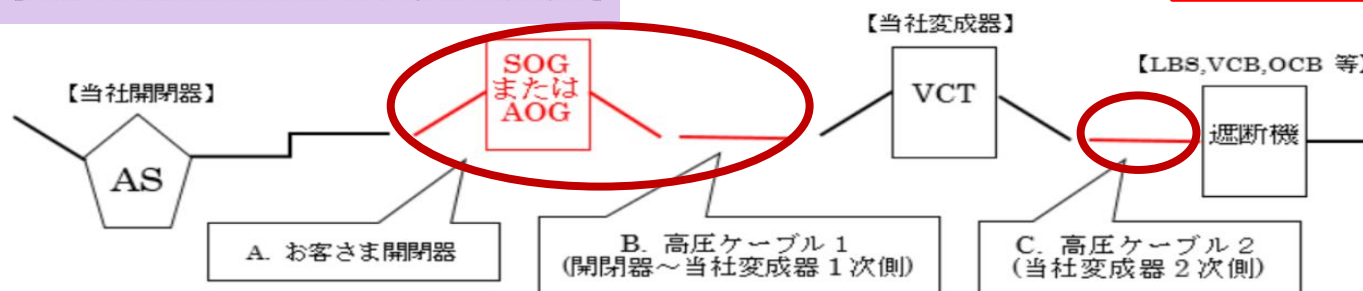 【当社変成器】
【当社開閉器】
SOG
または
AOG
VCT
【LBS,VCB,OCB 等】
遮断機
AS
A. お客さま開閉器
B. 高圧ケーブル1
(開閉器～当社変成器1次側)
C. 高圧ケーブル2
(当社変成器2次側)